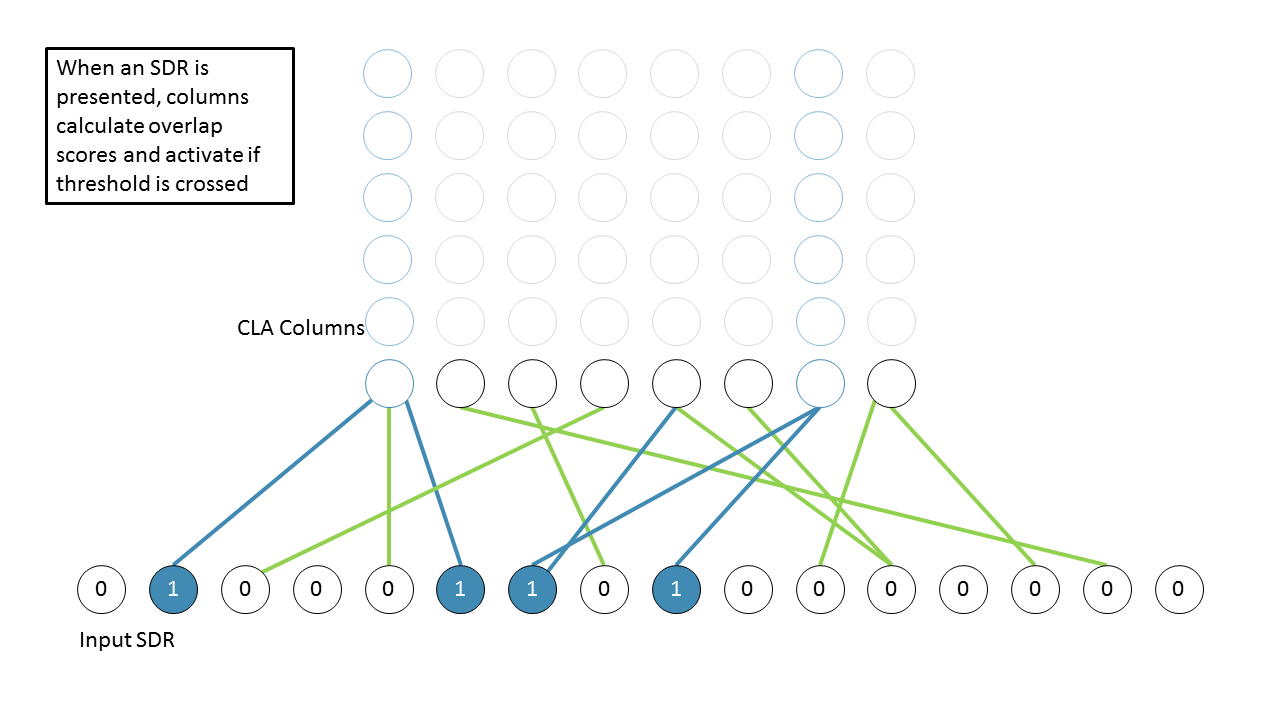 When an SDR is
presented, columns
calculate overlap
scores and activate if
threshold is crossed
CLA Columns
0 1 0 0 0 1 1 0 1 0 0 0 0 0 0 0
Input SDR